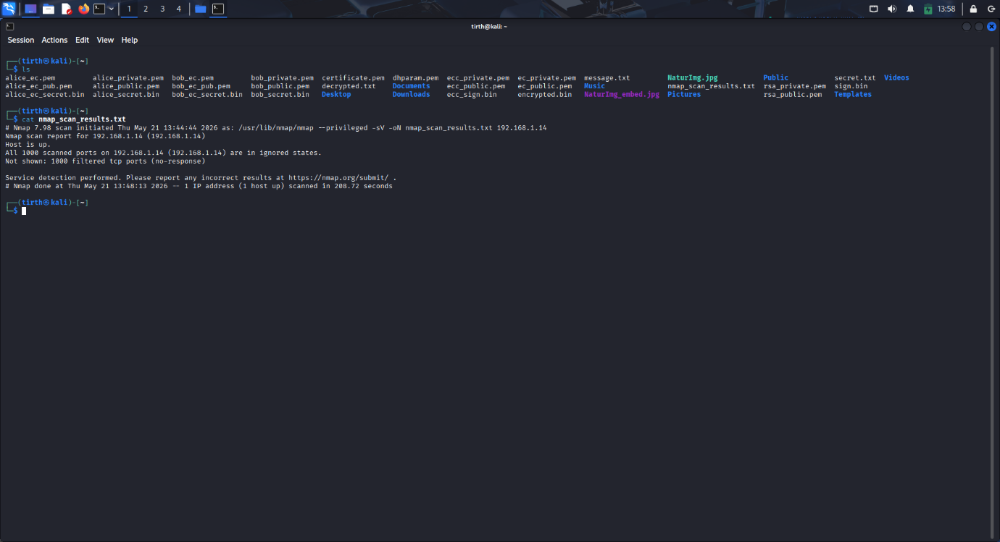 1 2 3 4 13:58
tirth@kali: ~
Session Actions Edit View Help
┌──(tirth㉿kali)-[~]
└─$ ls
alice_ec.pem alice_private.pem bob_ec.pem bob_private.pem certificate.pem dhparam.pem ecc_private.pem ec_private.pem message.txt NaturImg.jpg Public secret.txt Videos
alice_ec_pub.pem alice_public.pem bob_ec_pub.pem bob_public.pem decrypted.txt Documents ecc_public.pem ec_public.pem Music nmap_scan_results.txt rsa_private.pem sign.bin
alice_ec_secret.bin alice_secret.bin bob_ec_secret.bin bob_secret.bin Desktop Downloads ecc_sign.bin encrypted.bin NaturImg_embed.jpg Pictures rsa_public.pem Templates
┌──(tirth㉿kali)-[~]
└─$ cat nmap_scan_results.txt
# Nmap 7.98 scan initiated Thu May 21 13:44:44 2026 as: /usr/lib/nmap/nmap --privileged -sV -oN nmap_scan_results.txt 192.168.1.14
Nmap scan report for 192.168.1.14 (192.168.1.14)
Host is up.
All 1000 scanned ports on 192.168.1.14 (192.168.1.14) are in ignored states.
Not shown: 1000 filtered tcp ports (no-response)
Service detection performed. Please report any incorrect results at https://nmap.org/submit/ .
# Nmap done at Thu May 21 13:48:13 2026 -- 1 IP address (1 host up) scanned in 208.72 seconds
┌──(tirth㉿kali)-[~]
└─$